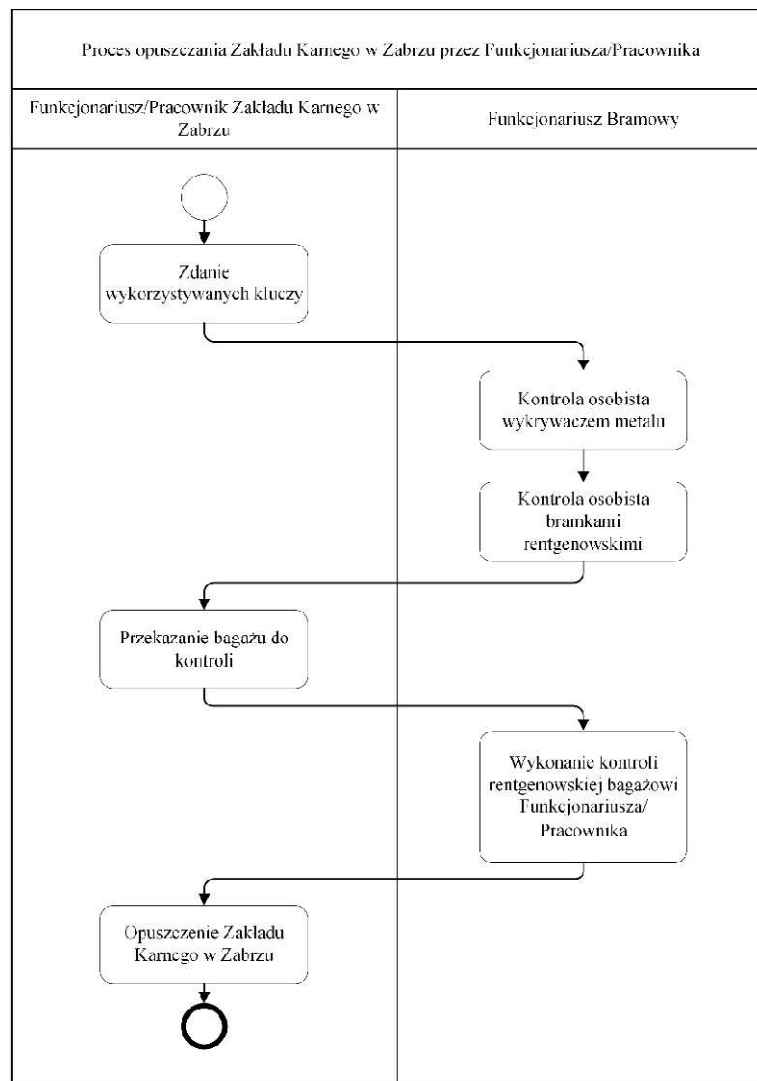 Proces opuszczania Zakładu Karnego w Zabrzu przez Funkcjonariusza/Pracownika
Funkcjonariusz/Pracownik Zakładu Karnego w
Zabrzu
Funkcjonariusz Bramowy
Zdanie
wykorzystywanych kluczy
Kontrola osobista
wykrywaczem metalu
Kontrola osobista
bramkami
rentgenowskimi
Przekazanie bagażu do
kontroli
Wykonanie kontroli
rentgenowskiej bagażowi
Funkcjonariusza/
Pracownika
Opuszczenie Zakładu
Karnego w Zabrzu